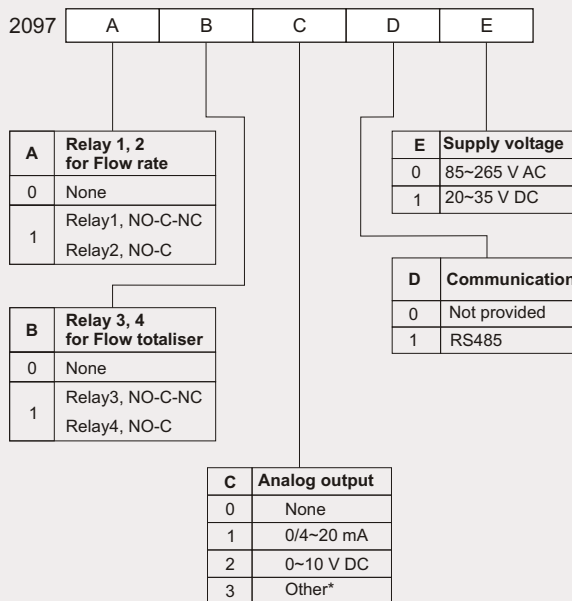 2097 A B C D E
A Relay 1, 2
for Flow rate
0 None
1 Relay1, NO-C-NC
Relay2, NO-C
B Relay 3, 4
for Flow totaliser
0 None
1 Relay3, NO-C-NC
Relay4, NO-C
C Analog output
0 None
1 0/4~20 mA
2 0~10 V DC
3 Other*
D Communication
0 Not provided
1 RS485
E Supply voltage
0 85~265 V AC
1 20~35 V DC